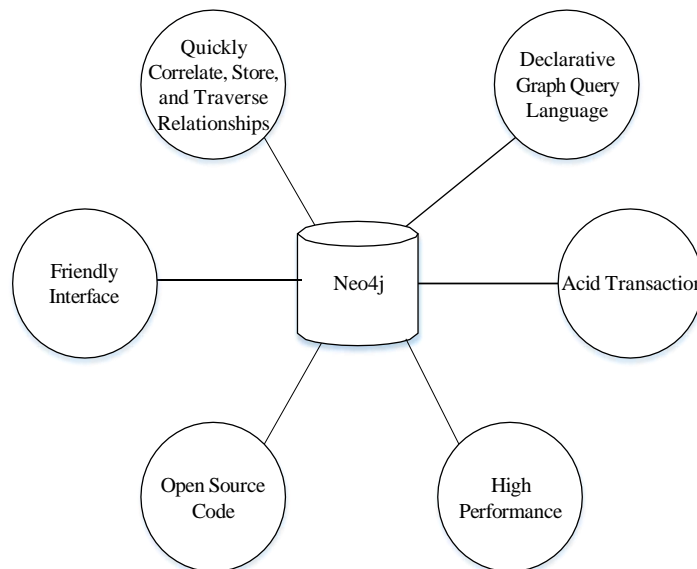 Quickly
Correlate, Store,
and Traverse
Relationships
Declarative
Graph Query
Language
Friendly
Interface
Neo4j
Acid Transaction
Open Source
Code
High
Performance